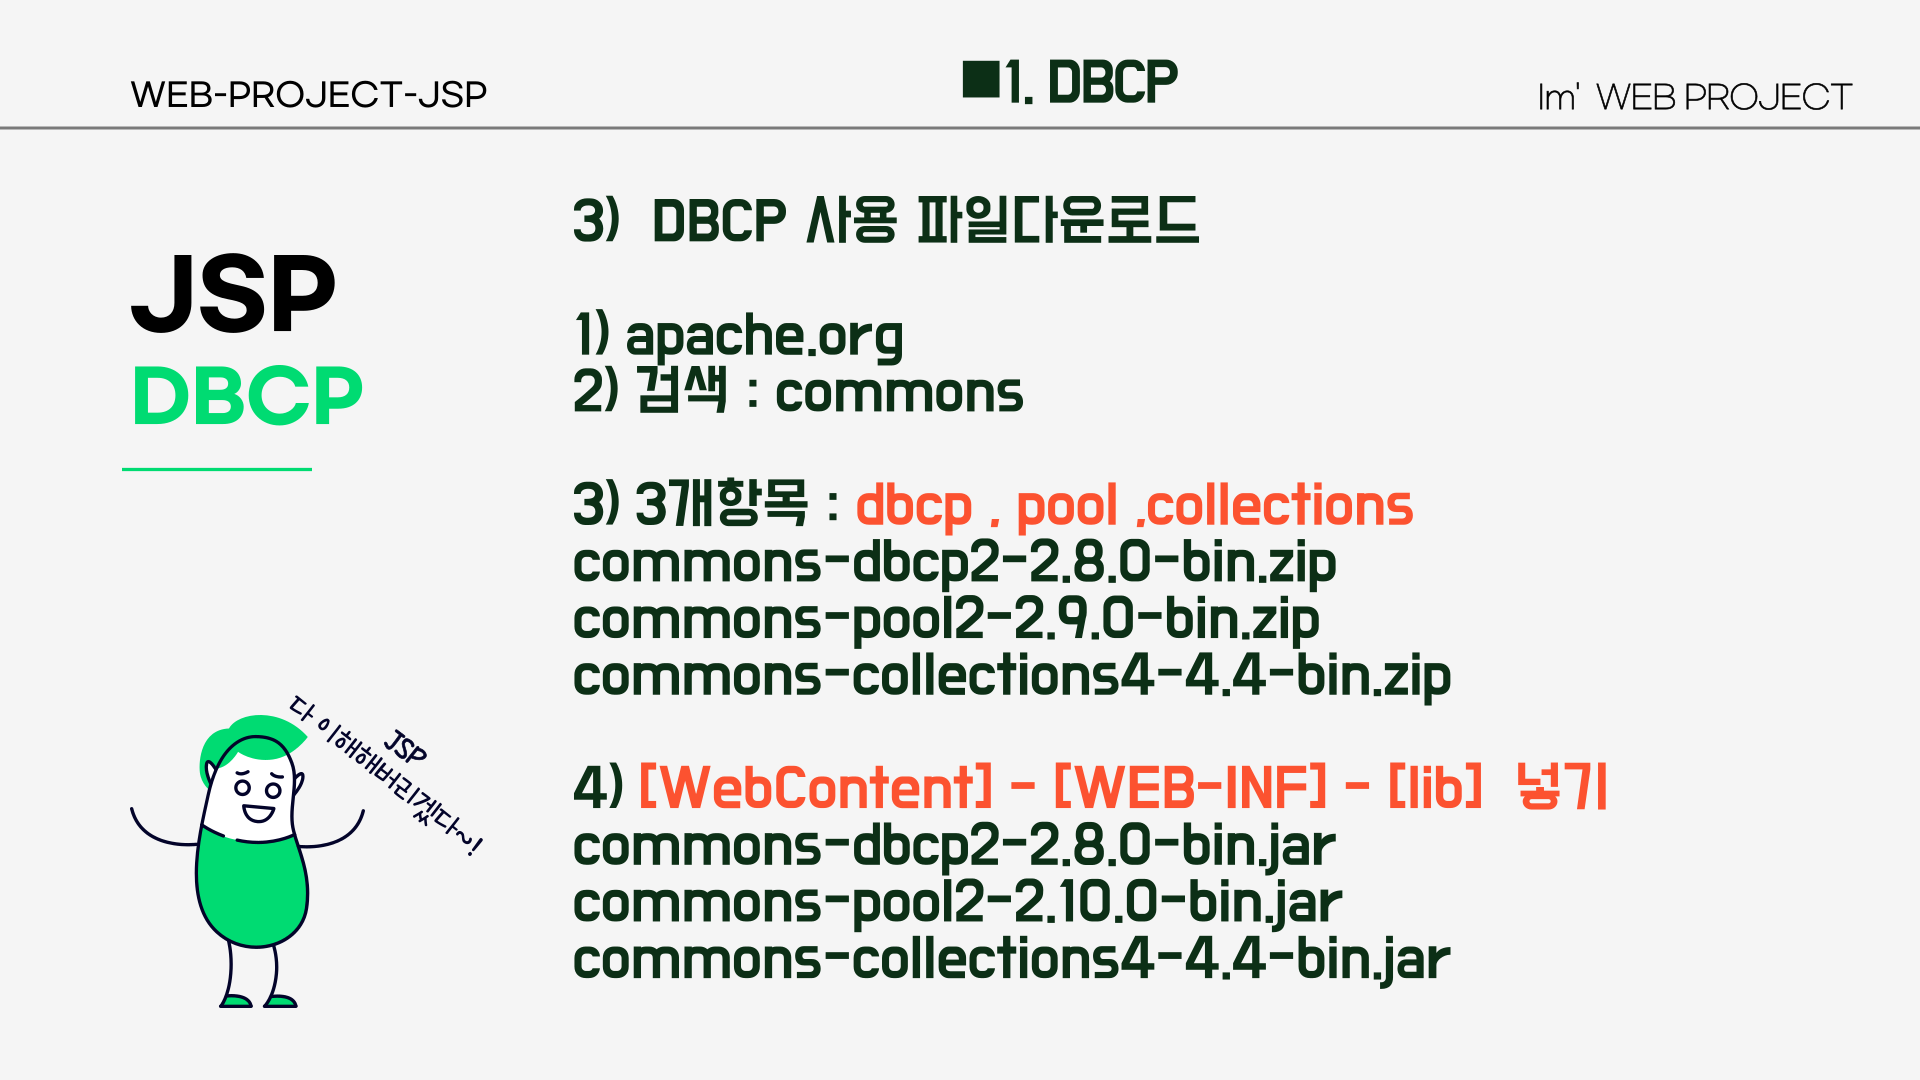 WEB-PROJECT-JSP
■1. DBCP
Im' WEB PROJECT
JSP
DBCP
3) DBCP 사용 파일다운로드
1) apache.org
2) 검색 : commons
3) 3개항목 : dbcp , pool ,collections
commons-dbcp2-2.8.0-bin.zip
commons-pool2-2.9.0-bin.zip
commons-collections4-4.4-bin.zip
4) [WebContent] - [WEB-INF] - [lib] 넣기
commons-dbcp2-2.8.0-bin.jar
commons-pool2-2.10.0-bin.jar
commons-collections4-4.4-bin.jar
JSP
다 이해해버리겠다~!